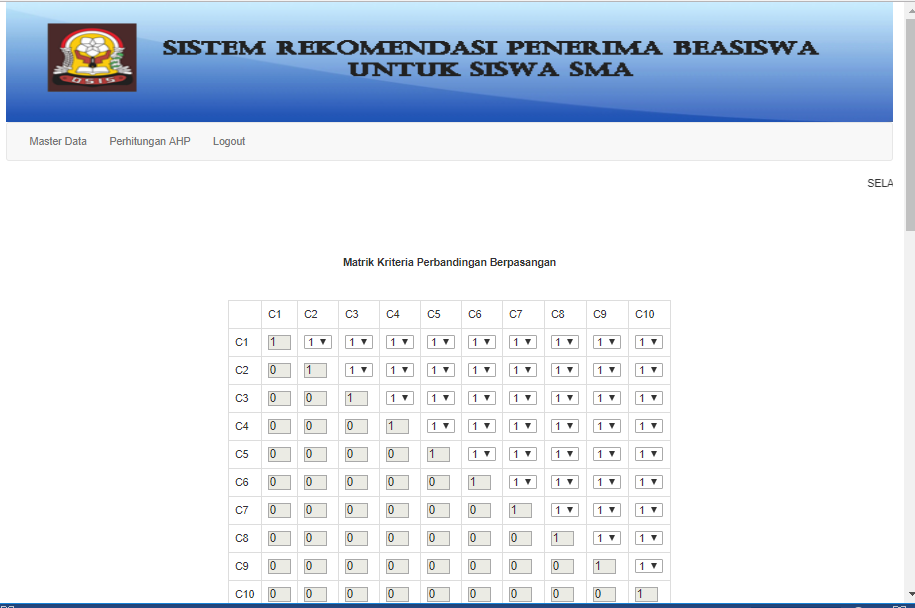 SISTEM REKOMENDASI PENERIMA BEASISWA
UNTUK SISWA SMA
OSIS
Master Data Perhitungan AHP Logout
SELA
Matrik Kriteria Perbandingan Berpasangan
C1 C2 C3 C4 C5 C6 C7 C8 C9 C10
C1 1 1 1 1 1 1 1 1 1 1
C2 0 1 1 1 1 1 1 1 1 1
C3 0 0 1 1 1 1 1 1 1 1
C4 0 0 0 1 1 1 1 1 1 1
C5 0 0 0 0 1 1 1 1 1 1
C6 0 0 0 0 0 1 1 1 1 1
C7 0 0 0 0 0 0 1 1 1 1
C8 0 0 0 0 0 0 0 1 1 1
C9 0 0 0 0 0 0 0 0 1 1
C10 0 0 0 0 0 0 0 0 0 1